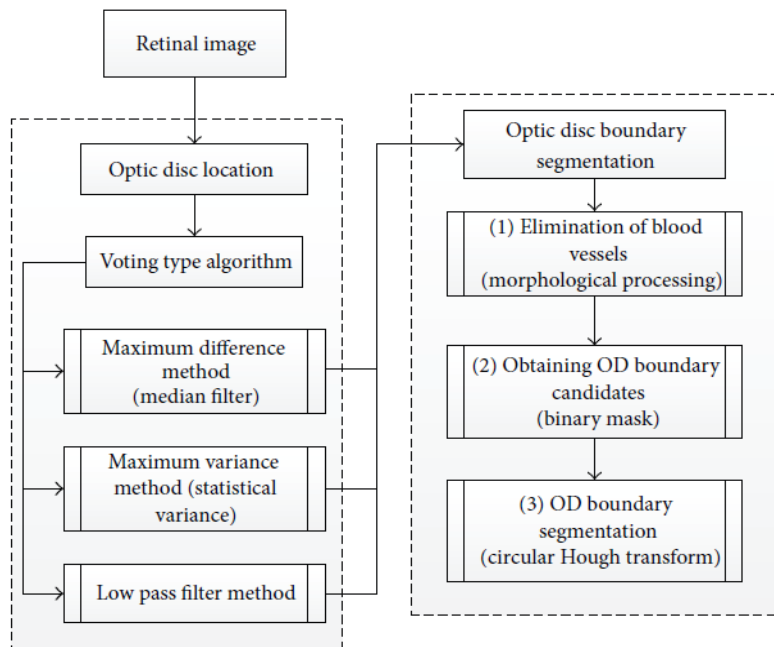 Retinal image
Optic disc location
Voting type algorithm
Maximum difference
method
(median filter)
Maximum variance
method (statistical
variance)
Low pass filter method
Optic disc boundary
segmentation
(1) Elimination of blood
vessels
(morphological processing)
(2) Obtaining OD boundary
candidates
(binary mask)
(3) OD boundary
segmentation
(circular Hough transform)